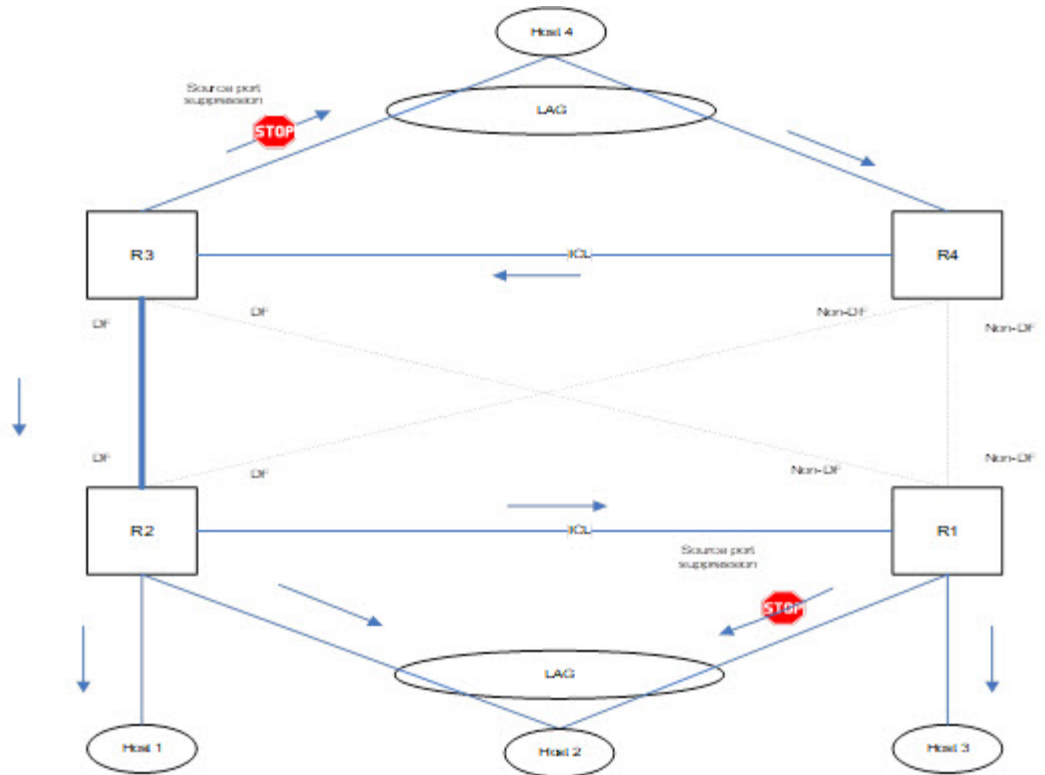 Host 4
Source port
suppression
LAG
STOP
R3
ICL
R4
DF
DF
Non-DF
Non-DF
DF
DF
Non-DF
Non-DF
R2
ICL
R1
Source port
suppression
STOP
LAG
Host 1
Host 2
Host 3